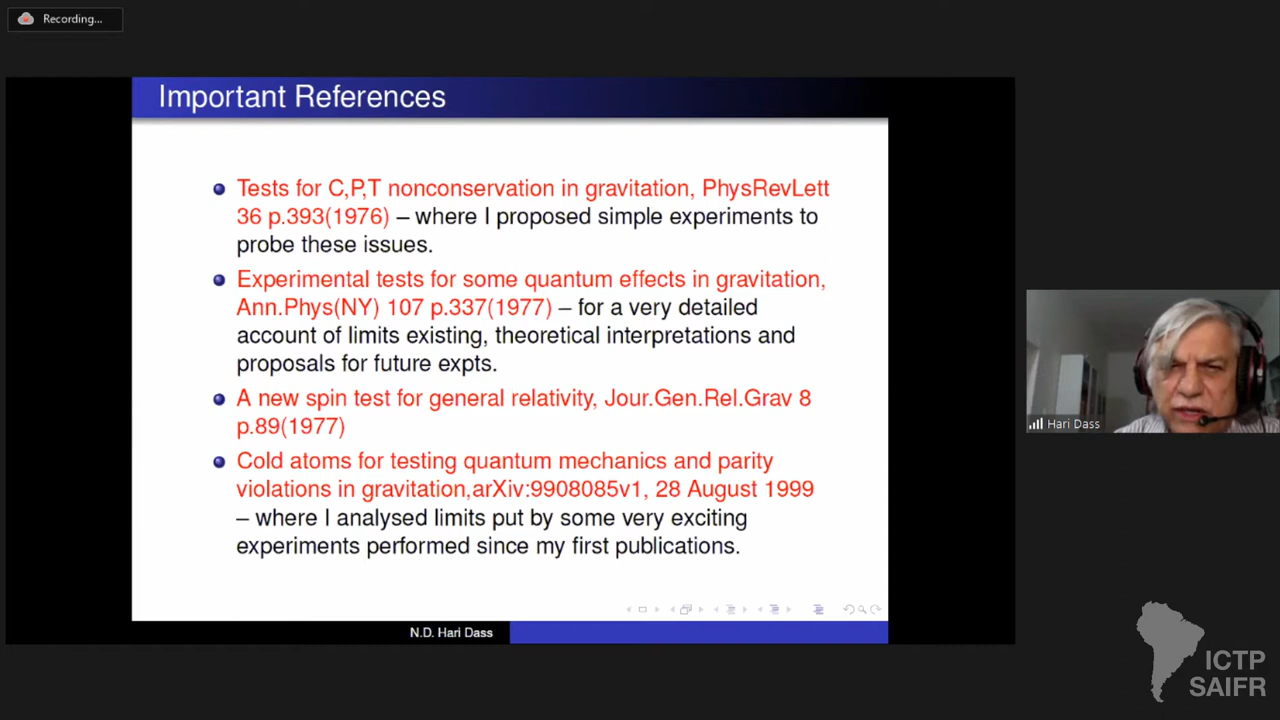 Recording...
Important References
Tests for C,P,T nonconservation in gravitation, PhysRevLett
36 p.393(1976) – where I proposed simple experiments to
probe these issues.
Experimental tests for some quantum effects in gravitation,
Ann.Phys(NY) 107 p.337(1977) – for a very detailed
account of limits existing, theoretical interpretations and
proposals for future expts.
A new spin test for general relativity, Jour.Gen.Rel.Grav 8
p.89(1977)
Cold atoms for testing quantum mechanics and parity
violations in gravitation,arXiv:9908085v1, 28 August 1999
– where I analysed limits put by some very exciting
experiments performed since my first publications.
N.D. Hari Dass
Hari Dass
ICTP
SAIFR